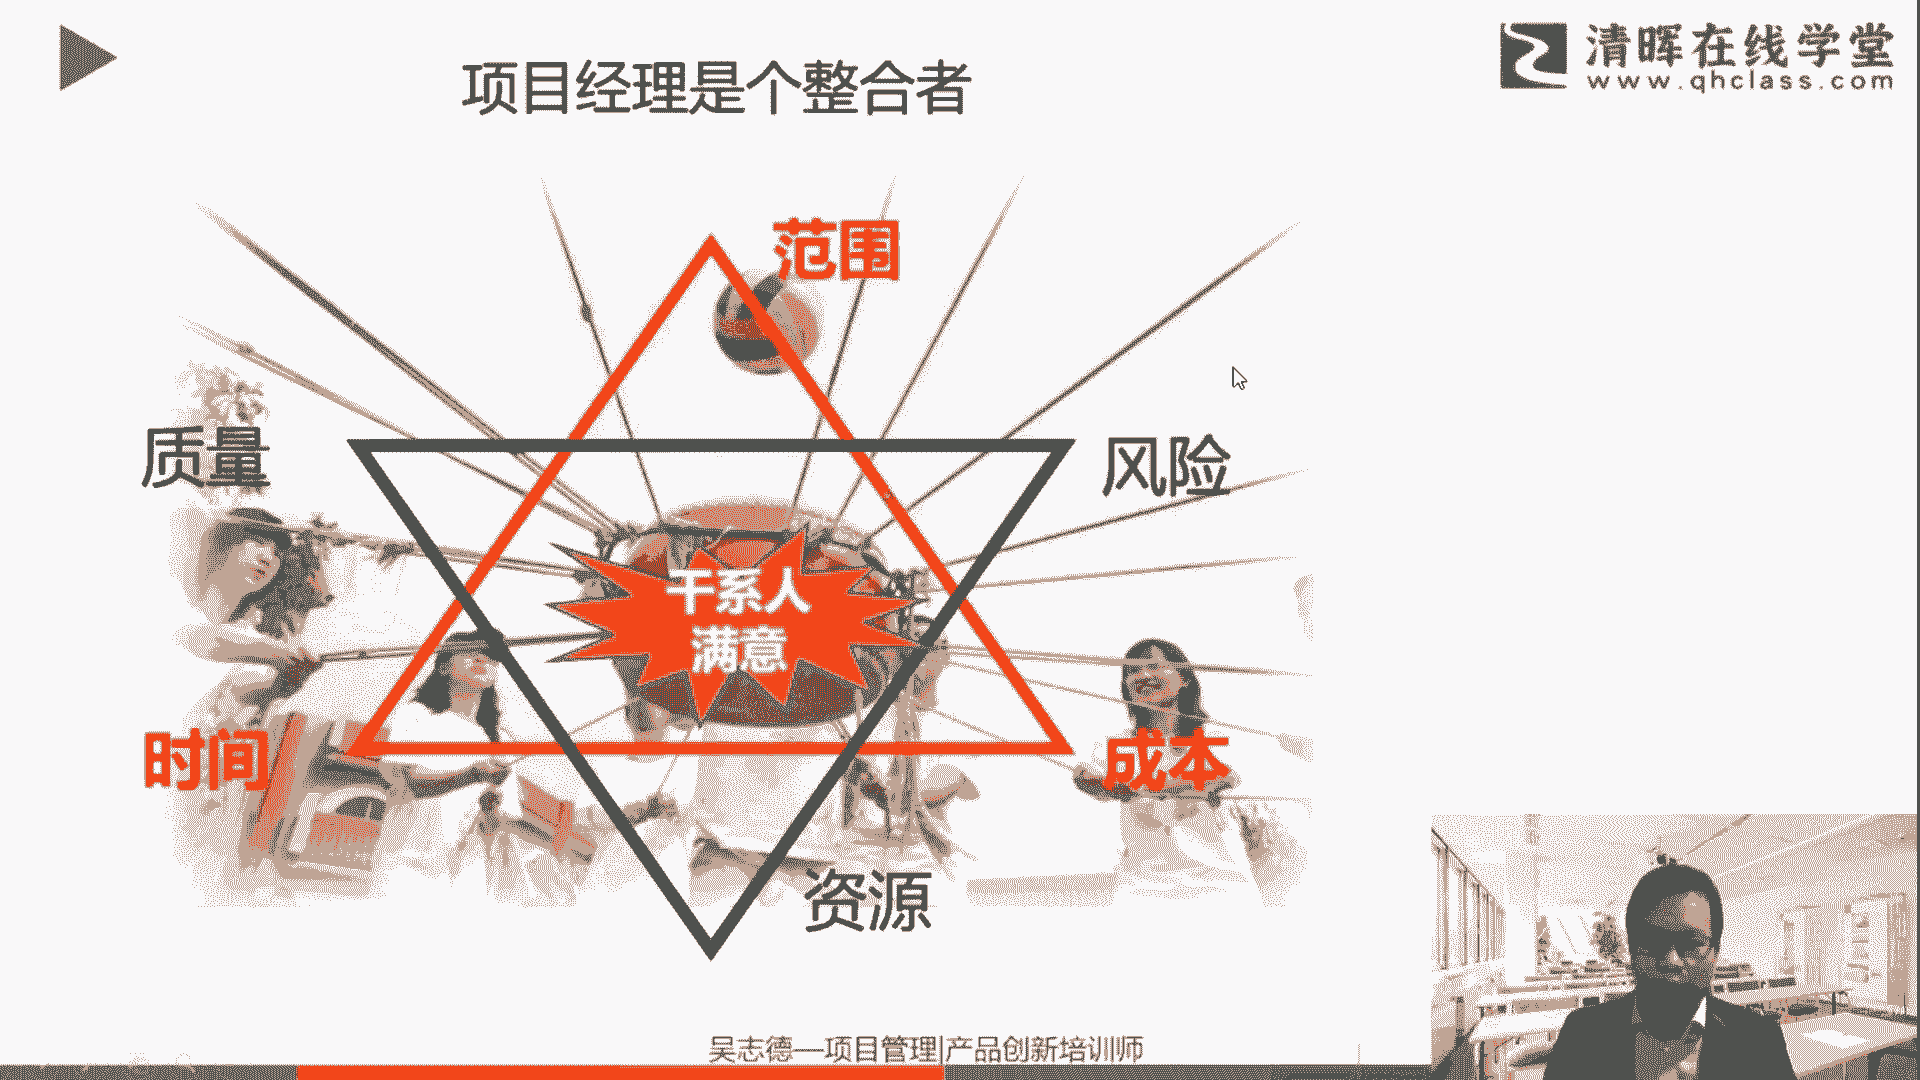 项目经理是个整合者
清晖在线学堂
www.qhclass.com
范围
质量
风险
干系人
满意
时间
成本
资源
吴志德—项目管理|产品创新培训师